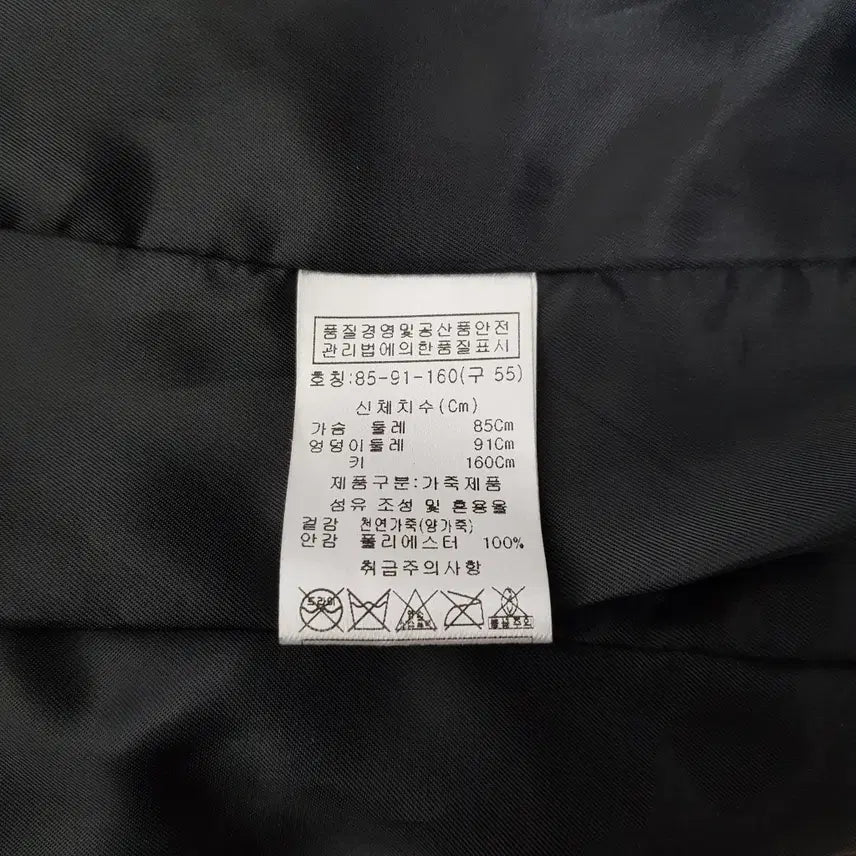 품질경영및공산품안전
관리법에의한품질표시
호칭:85-91-160(구 55)
신체치수(Cm)
가슴 둘레 85Cm
엉덩이둘레 91Cm
키 160Cm
제품구분:가죽제품
섬유 조성 및 혼용율
겉감 천연가죽(양가죽)
안감 폴리에스터 100%
취급주의사항
드라이